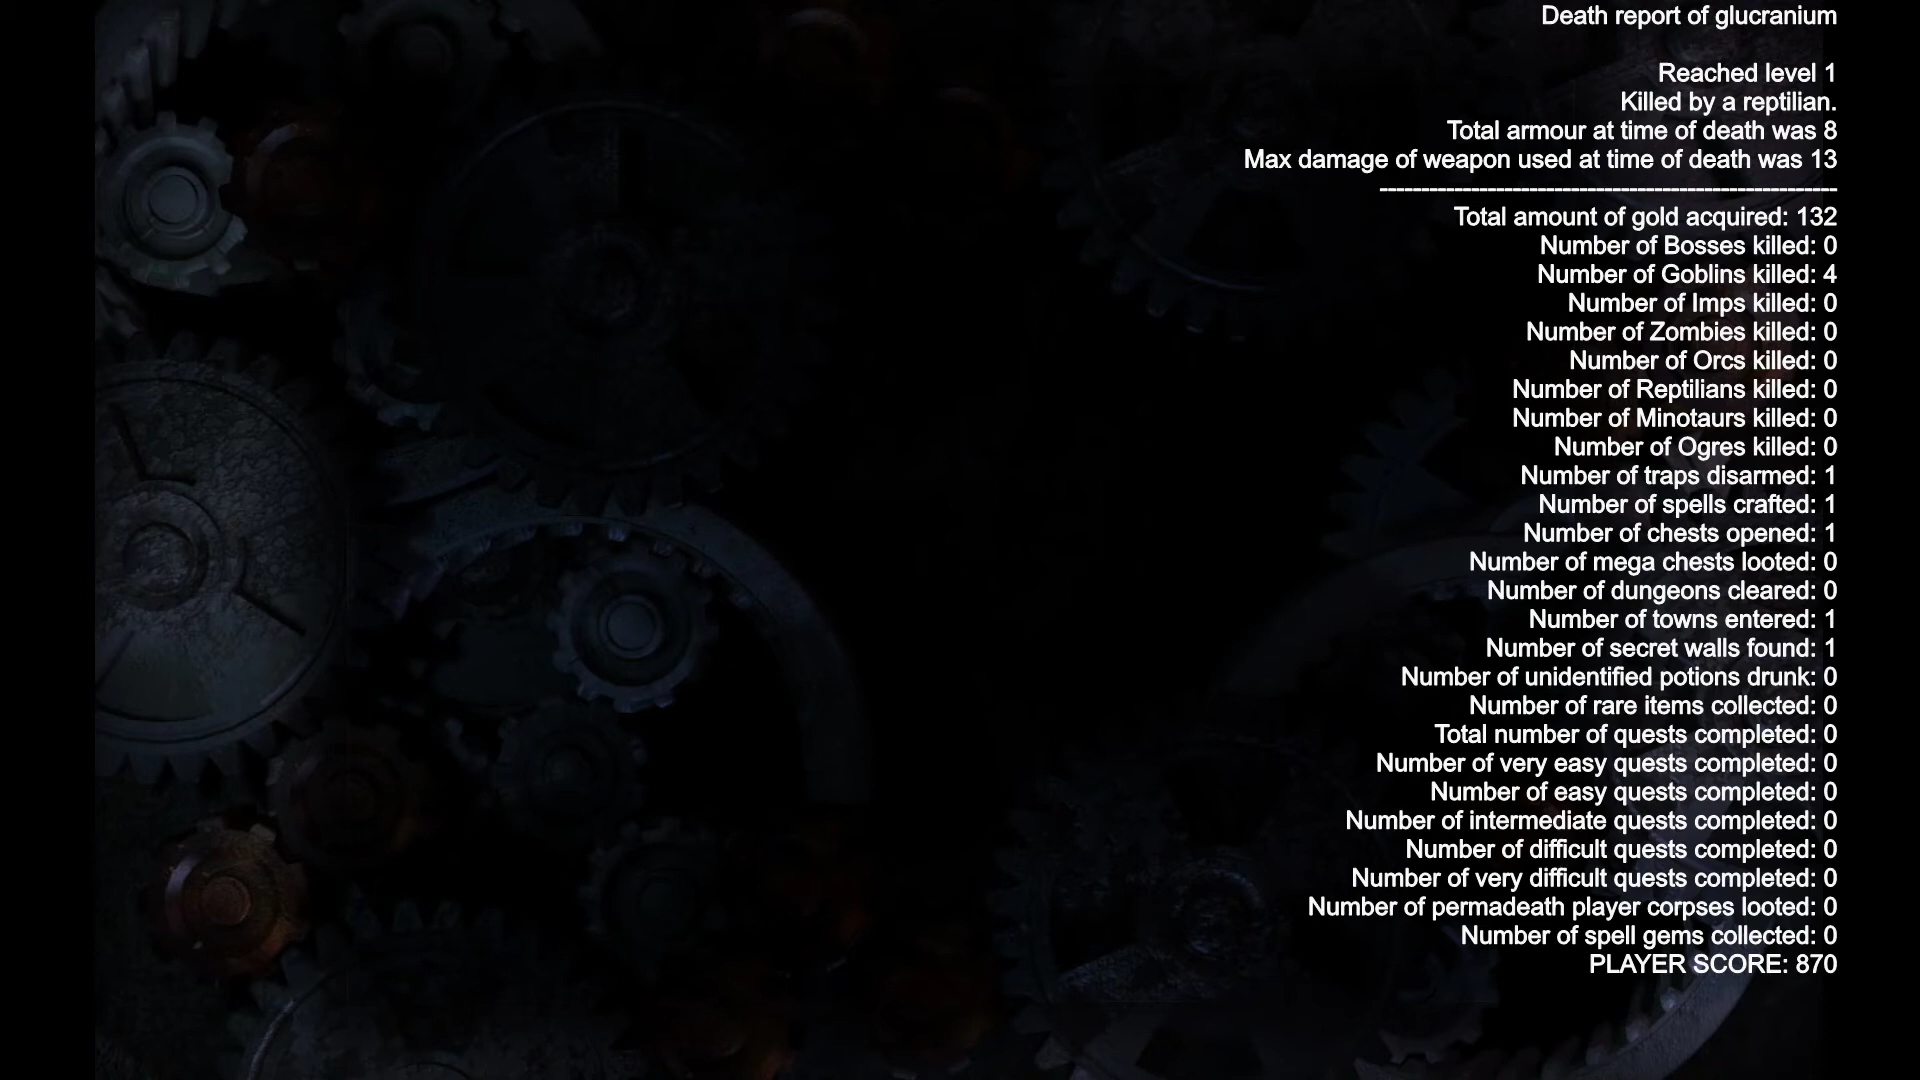 Death report of glucranium
Reached level 1
Killed by a reptilian.
Total armour at time of death was 8
Max damage of weapon used at time of death was 13
-------------------------------------------------------
Total amount of gold acquired: 132
Number of Bosses killed: 0
Number of Goblins killed: 4
Number of Imps killed: 0
Number of Zombies killed: 0
Number of Orcs killed: 0
Number of Reptilians killed: 0
Number of Minotaurs killed: 0
Number of Ogres killed: 0
Number of traps disarmed: 1
Number of spells crafted: 1
Number of chests opened: 1
Number of mega chests looted: 0
Number of dungeons cleared: 0
Number of towns entered: 1
Number of secret walls found: 1
Number of unidentified potions drunk: 0
Number of rare items collected: 0
Total number of quests completed: 0
Number of very easy quests completed: 0
Number of easy quests completed: 0
Number of intermediate quests completed: 0
Number of difficult quests completed: 0
Number of very difficult quests completed: 0
Number of permadeath player corpses looted: 0
Number of spell gems collected: 0
PLAYER SCORE: 870